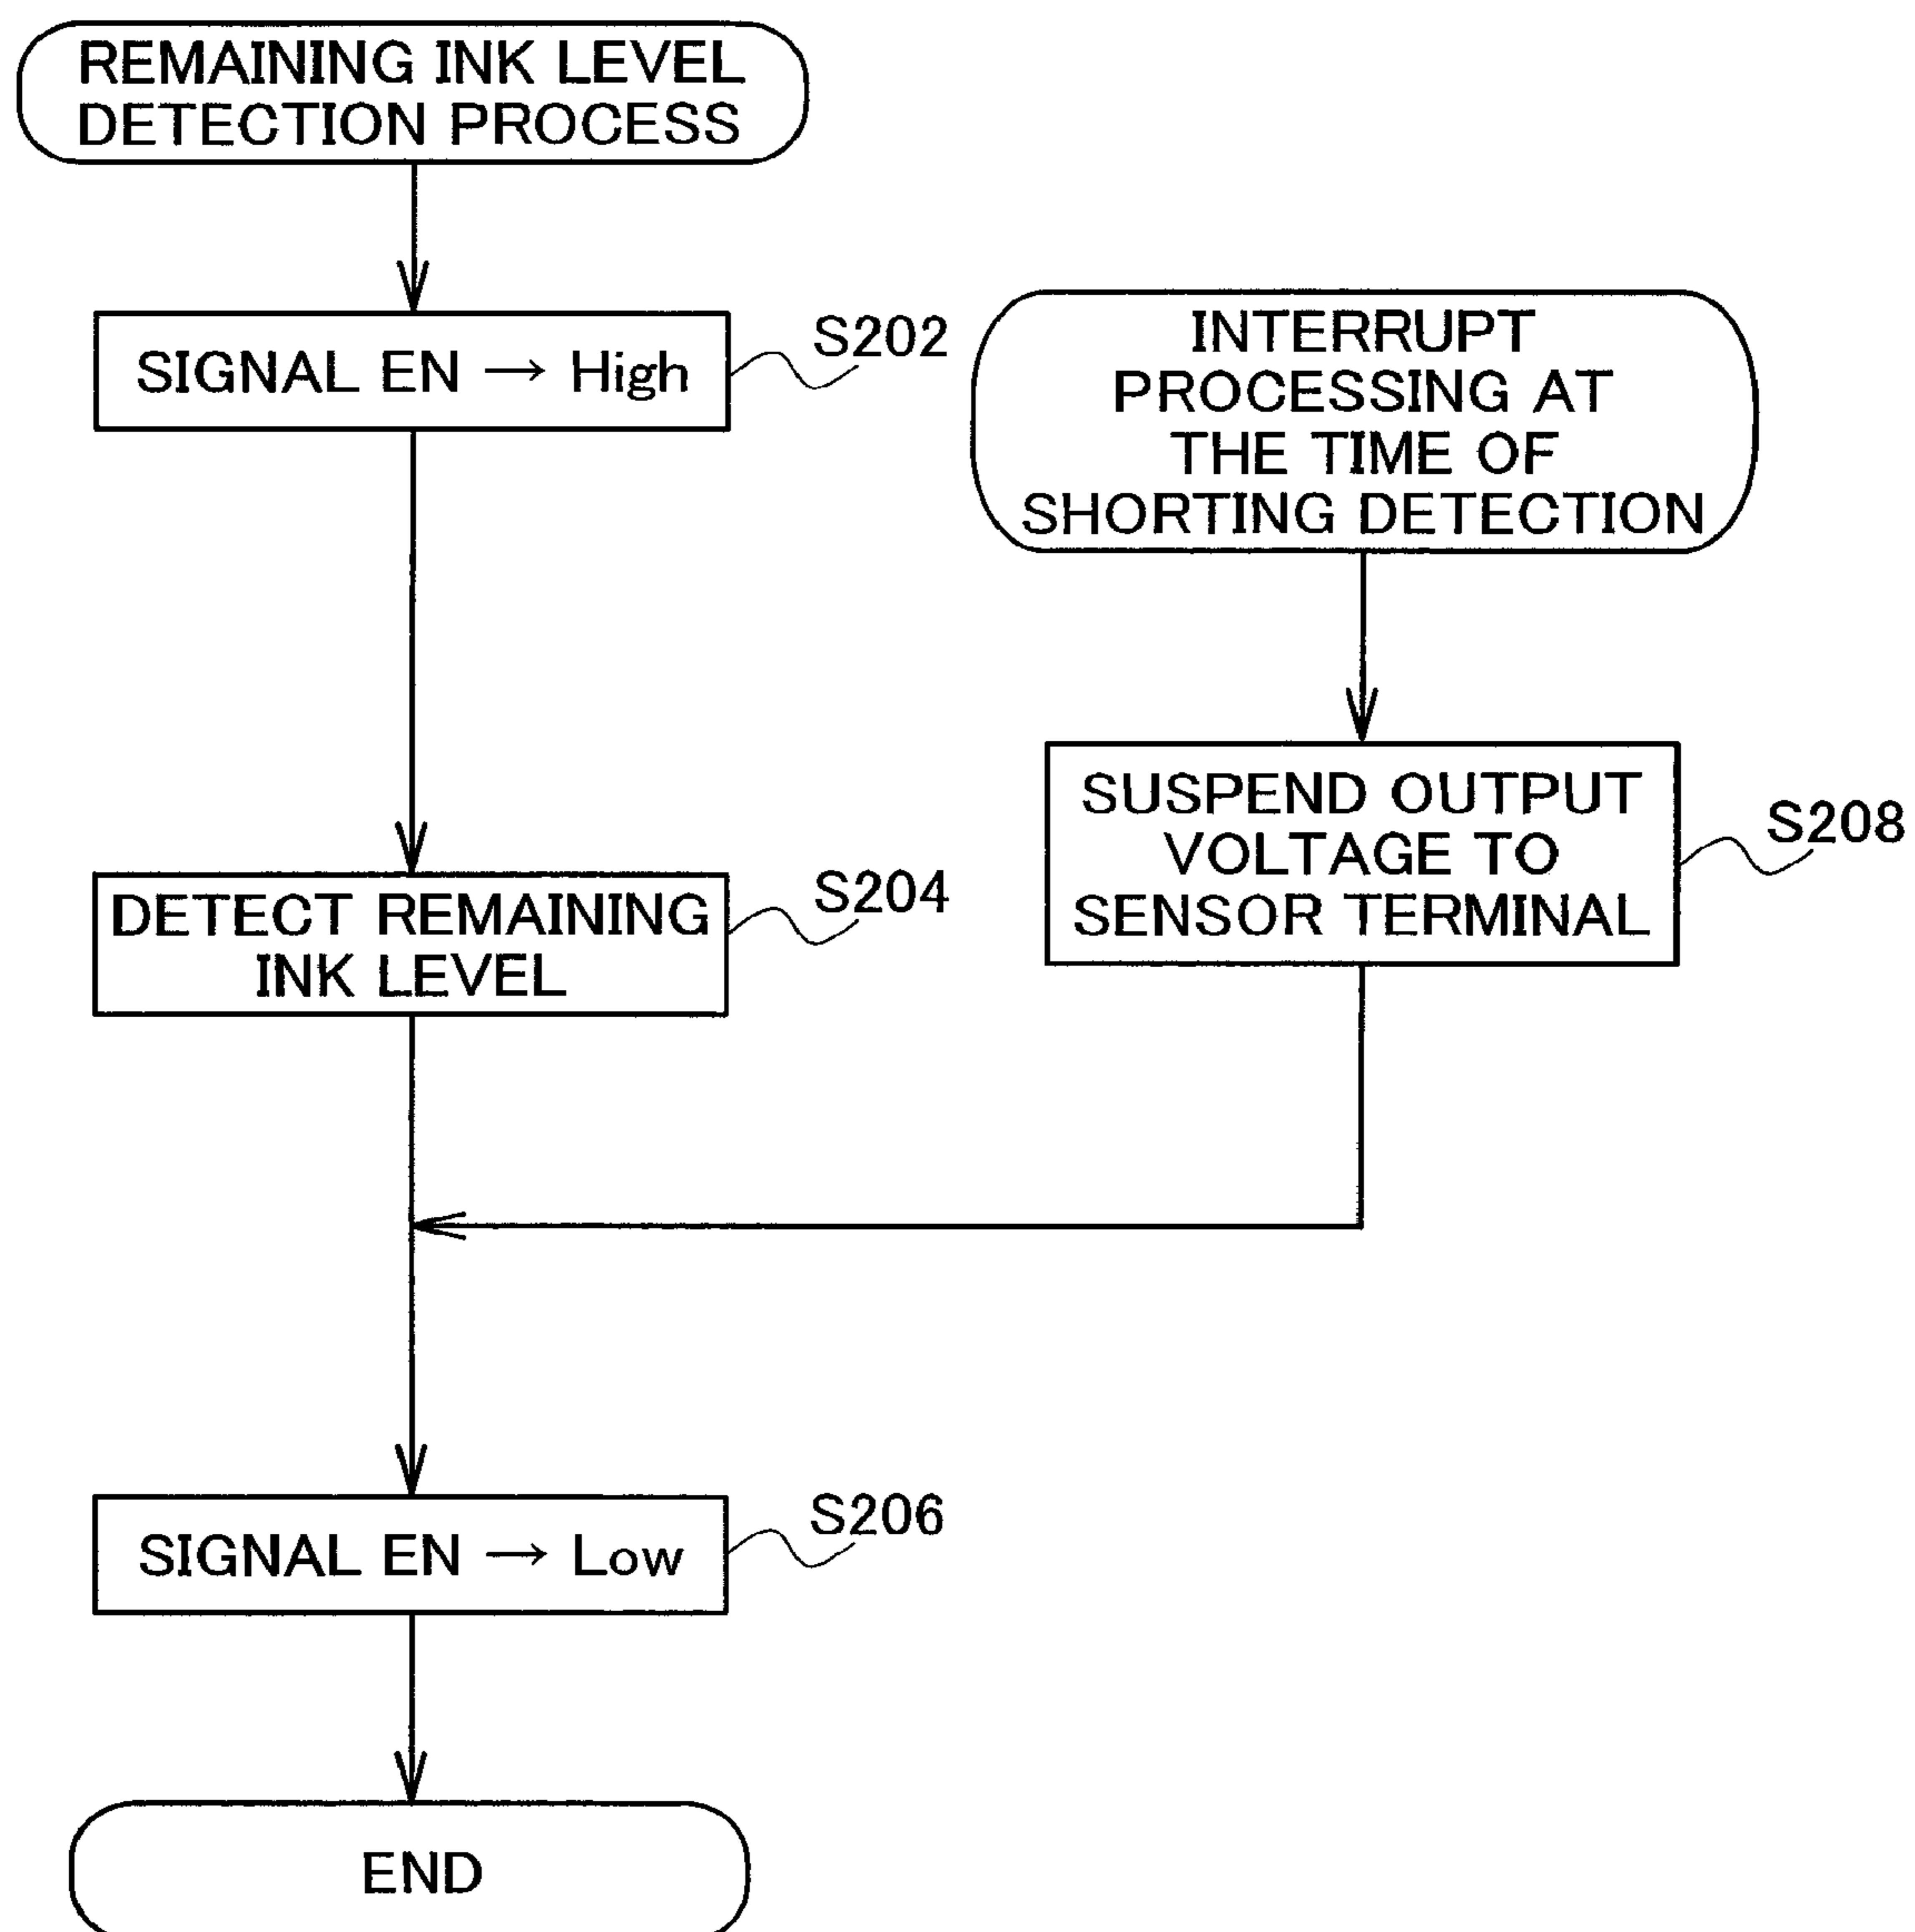 REMAINING INK LEVEL
DETECTION PROCESS
SIGNAL EN → High
S202
INTERRUPT
PROCESSING AT
THE TIME OF
SHORTING DETECTION
SUSPEND OUTPUT
VOLTAGE TO
SENSOR TERMINAL
S208
DETECT REMAINING
INK LEVEL
S204
SIGNAL EN → Low
S206
END